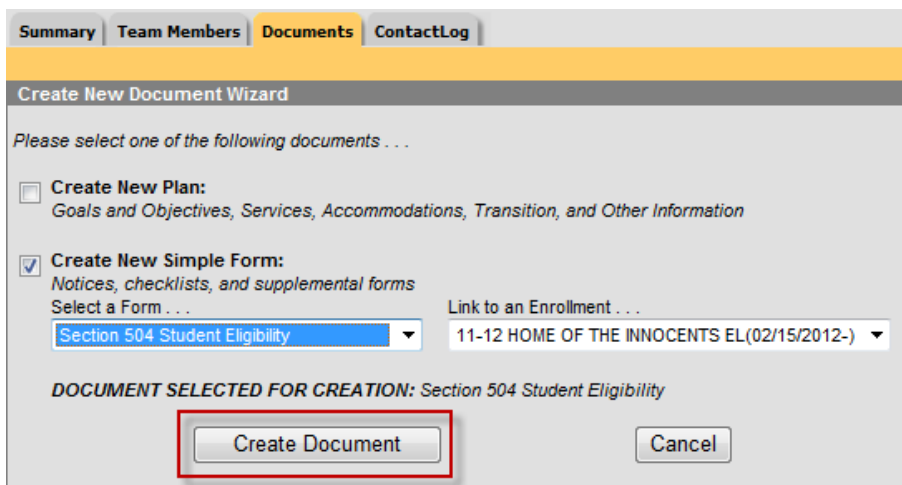 Summary Team Members Documents ContactLog
Create New Document Wizard
Please select one of the following documents . . .
Create New Plan:
Goals and Objectives, Services, Accommodations, Transition, and Other Information
Create New Simple Form:
Notices, checklists, and supplemental forms
Select a Form . . . Link to an Enrollment . . .
Section 504 Student Eligibility 11-12 HOME OF THE INNOCENTS EL(02/15/2012-)
DOCUMENT SELECTED FOR CREATION: Section 504 Student Eligibility
Create Document Cancel